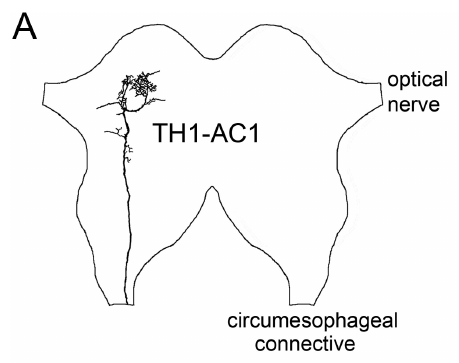 A
optical
nerve
TH1-AC1
circumesophageal
connective